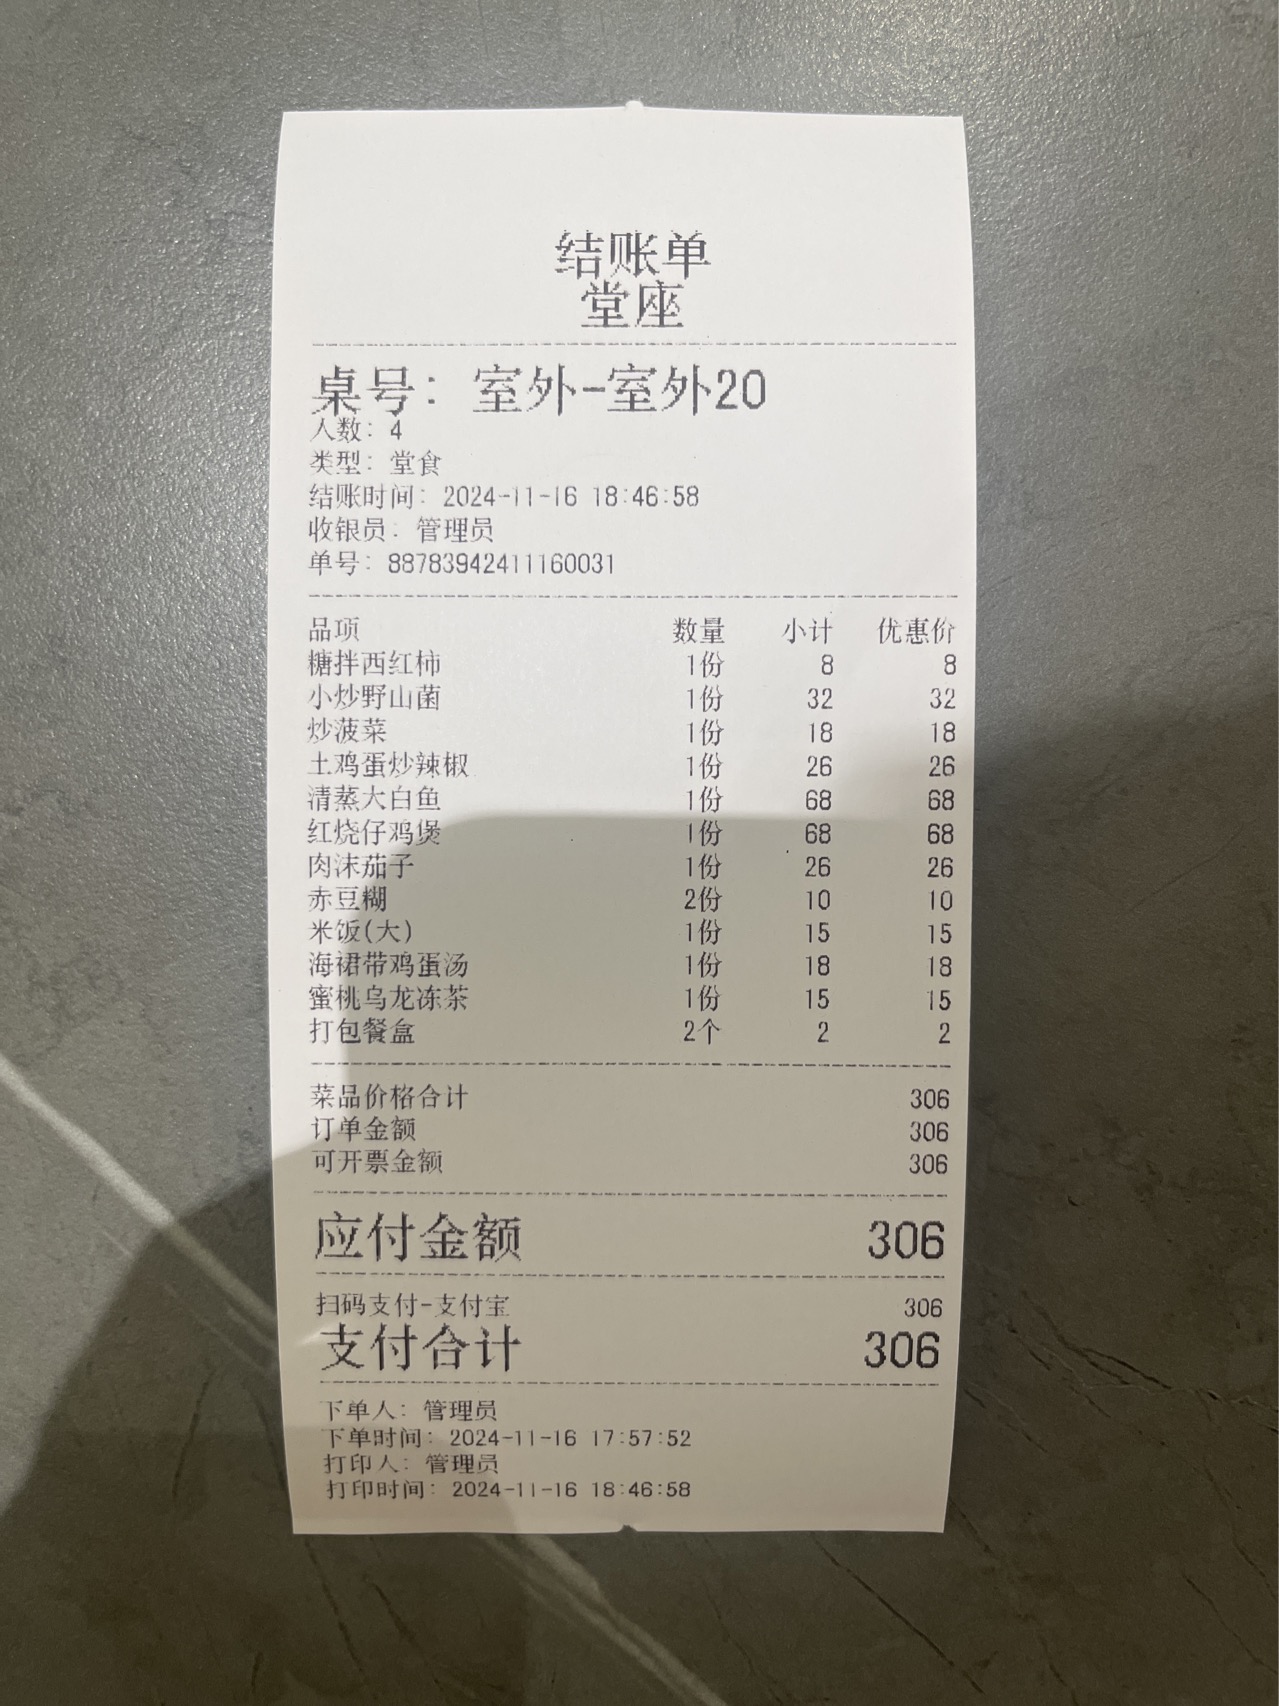 结账单
堂座
桌号: 室外-室外20
人数: 4
类型: 堂食
结账时间: 2024-11-16 18:46:58
收银员: 管理员
单号: 88783942411160031
品项 数量 小计 优惠价
糖拌西红柿 1份 8 8
小炒野山菌 1份 32 32
炒菠菜 1份 18 18
土鸡蛋炒辣椒 1份 26 26
清蒸大白鱼 1份 68 68
红烧仔鸡煲 1份 68 68
肉沫茄子 1份 26 26
赤豆糊 2份 10 10
米饭(大) 1份 15 15
海裙带鸡蛋汤 1份 18 18
蜜桃乌龙冻茶 1份 15 15
打包餐盒 2个 2 2
菜品价格合计 306
订单金额 306
可开票金额 306
应付金额 306
扫码支付-支付宝 306
支付合计 306
下单人: 管理员
下单时间: 2024-11-16 17:57:52
打印人: 管理员
打印时间: 2024-11-16 18:46:58